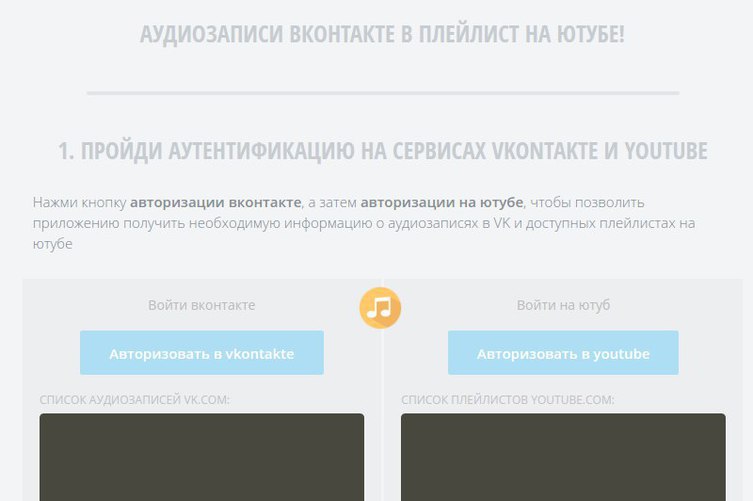 АУДИОЗАПИСИ ВКОНТАКТЕ В ПЛЕЙЛИСТ НА ЮТУБЕ!
1. ПРОЙДИ АУТЕНТИФИКАЦИЮ НА СЕРВИСАХ VKONTAKTE И YOUTUBE
Нажми кнопку авторизации вконтакте, а затем авторизации на ютубе, чтобы позволить
приложению получить необходимую информацию о аудиозаписях в VK и доступных плейлистах на
ютубе
Войти вконтакте
Авторизовать в vkontakte
СПИСОК АУДИОЗАПИСЕЙ VK.COM:
Войти на ютуб
Авторизовать в youtube
СПИСОК ПЛЕЙЛИСТОВ YOUTUBE.COM: